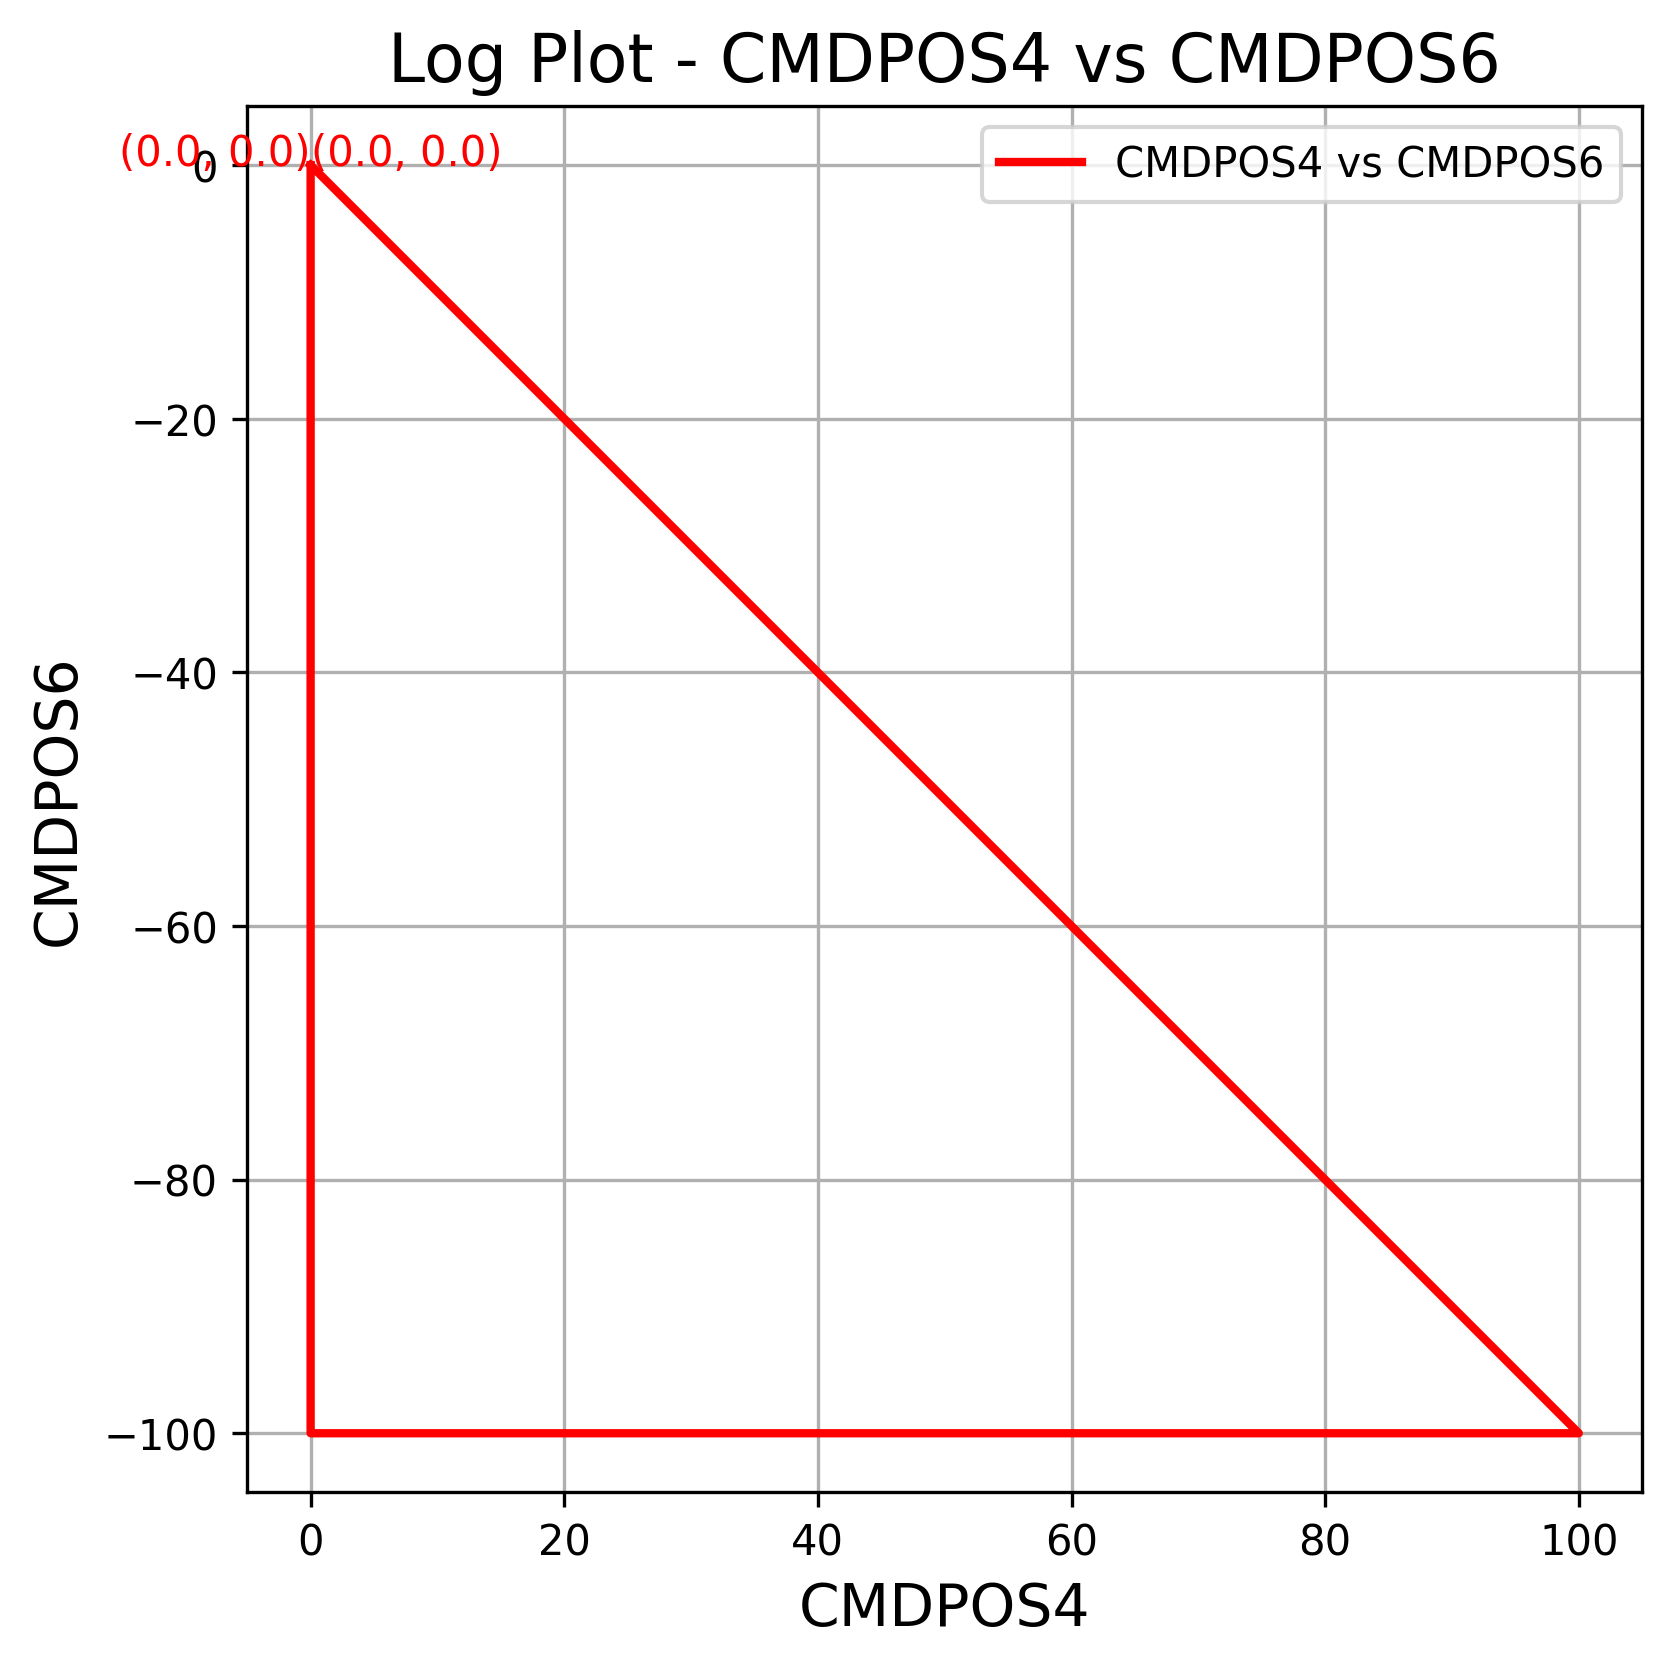 Log Plot - CMDPOS4 vs CMDPOS6
(0.0, 0.0)(0.0, 0.0)
CMDPOS4 vs CMDPOS6
0
−20
−40
−60
−80
−100
CMDPOS6
0 20 40 60 80 100
CMDPOS4